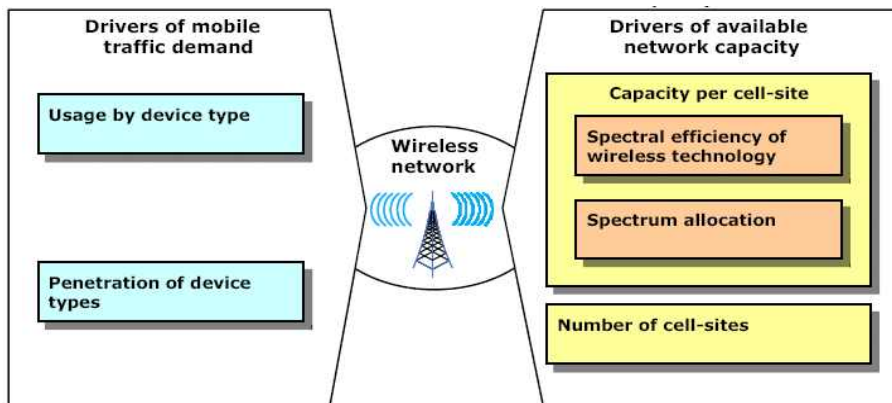 Drivers of mobile
traffic demand
Usage by device type
Penetration of device
types
Wireless
network
Drivers of available
network capacity
Capacity per cell-site
Spectral efficiency of
wireless technology
Spectrum allocation
Number of cell-sites